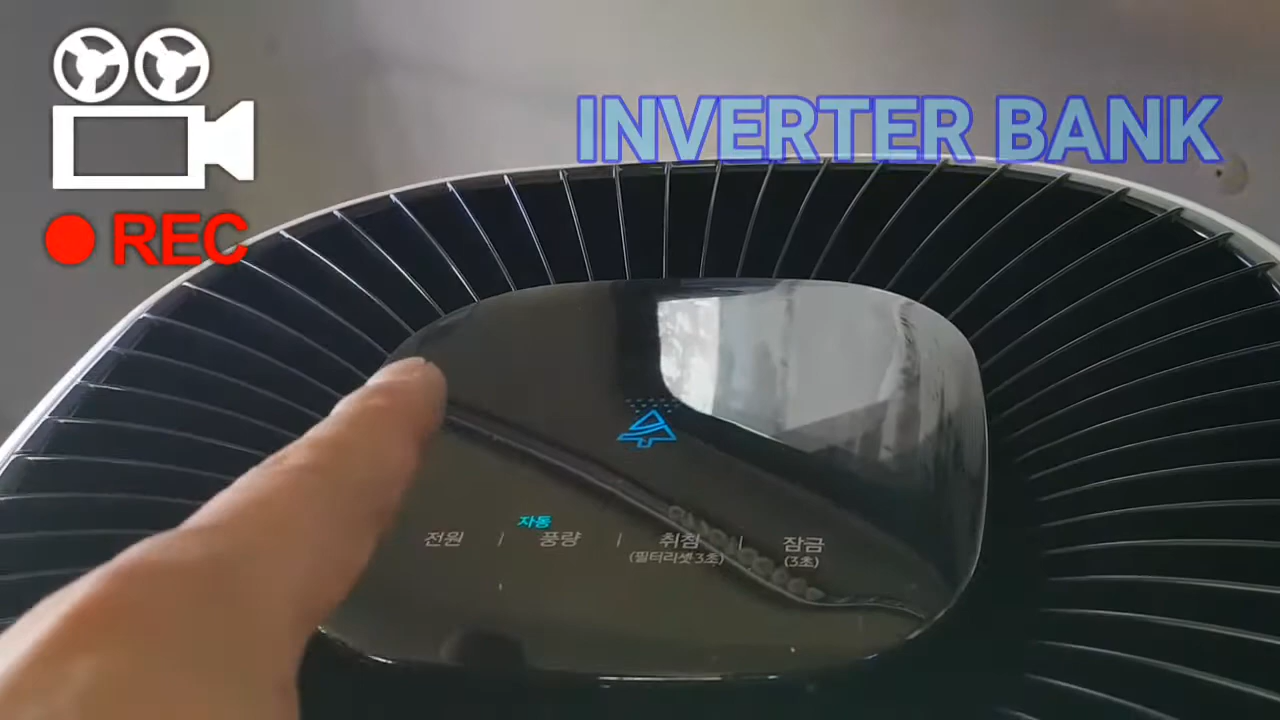 INVERTER BANK
REC
자동
전원 / 풍량 / 취침 / 잠금
(필터리셋 3초) (3초)